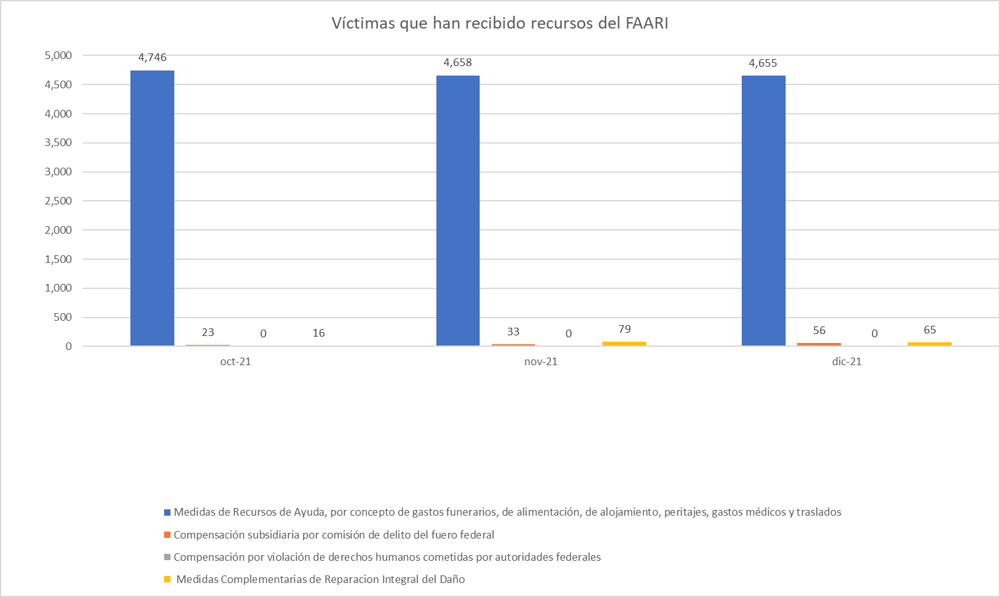 Víctimas que han recibido recursos del FAARI
5,000
4,500
4,000
3,500
3,000
2,500
2,000
1,500
1,000
500
0
4,746
23
0
16
4,658
33
0
79
4,655
56
0
65
oct-21
nov-21
dic-21
Medidas de Recursos de Ayuda, por concepto de gastos funerarios, de alimentación, de alojamiento, peritajes, gastos médicos y traslados
Compensación subsidiaria por comisión de delito del fuero federal
Compensación por violación de derechos humanos cometidas por autoridades federales
Medidas Complementarias de Reparacion Integral del Daño